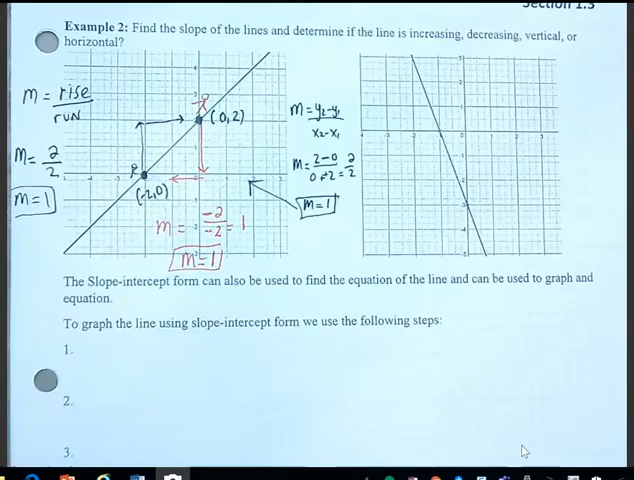 Section 1.3
Example 2: Find the slope of the lines and determine if the line is increasing, decreasing, vertical, or
horizontal?
m = rise
run
m = 2
2
m = 1
(0,2)
(-2,0)
m = -2
-2 = 1
m = 1
m = y₂-y₁
x₂-x₁
m = 2-0 = 2
0+2 2
m = 1
The Slope-intercept form can also be used to find the equation of the line and can be used to graph and
equation.
To graph the line using slope-intercept form we use the following steps:
1.
2.
3.